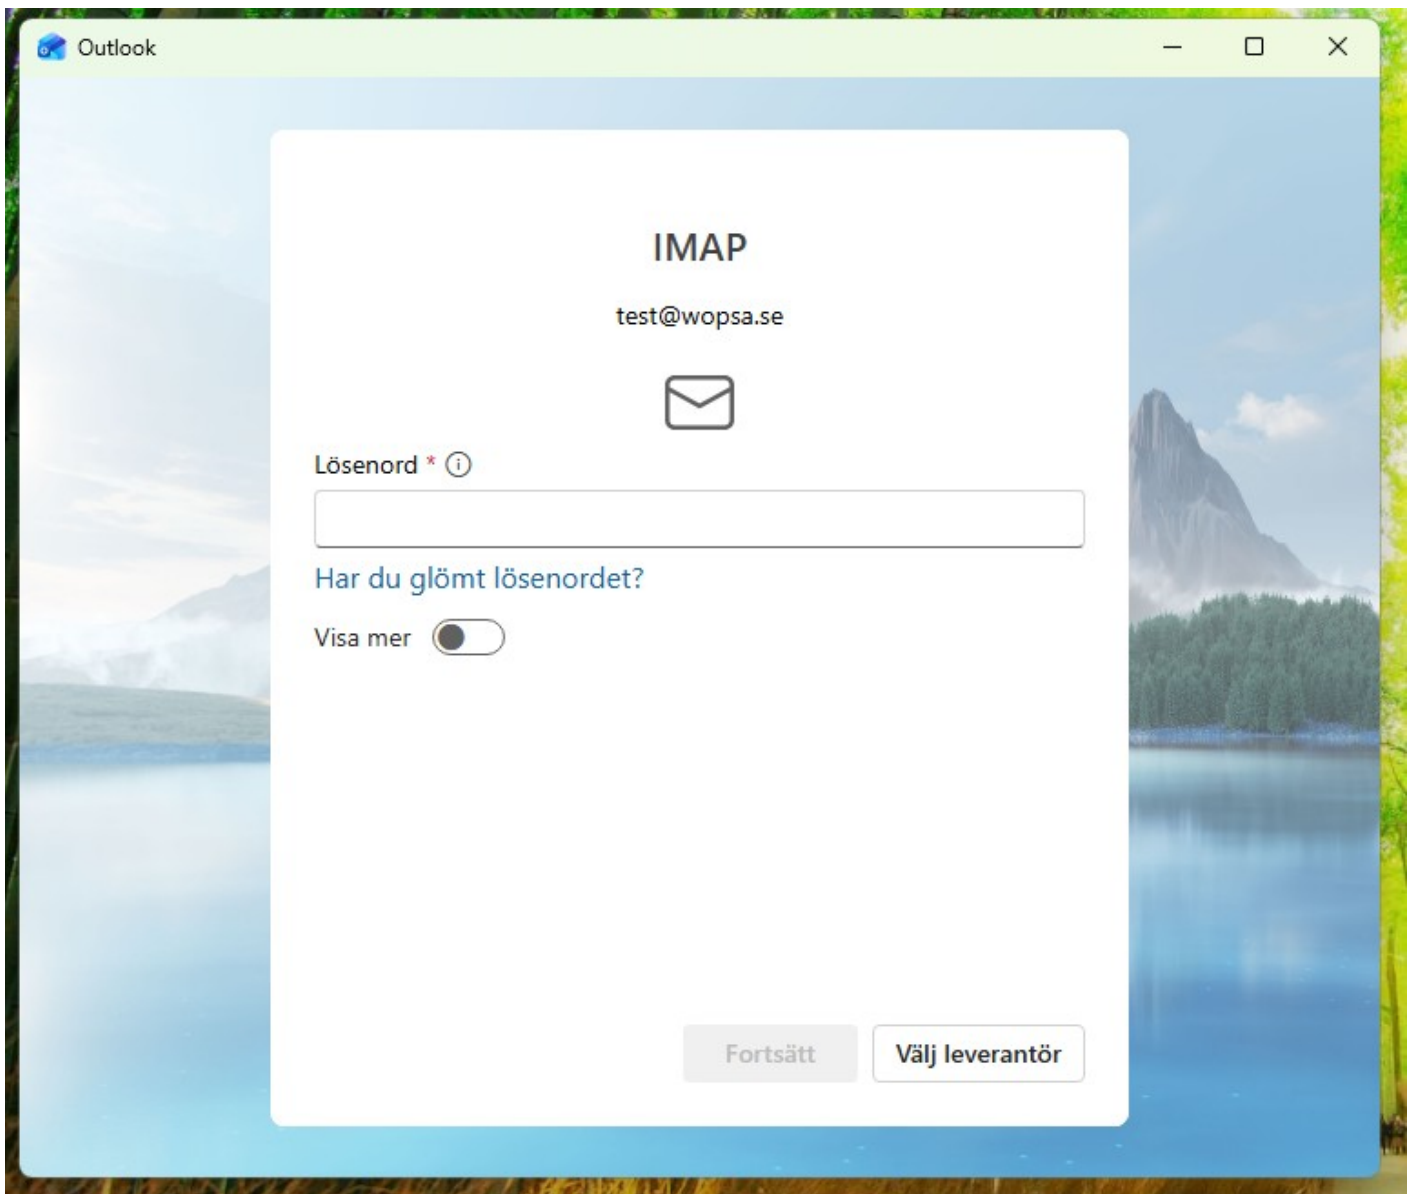 Outlook
IMAP
test@wopsa.se
Lösenord *
Har du glömt lösenordet?
Visa mer
Fortsätt
Välj leverantör